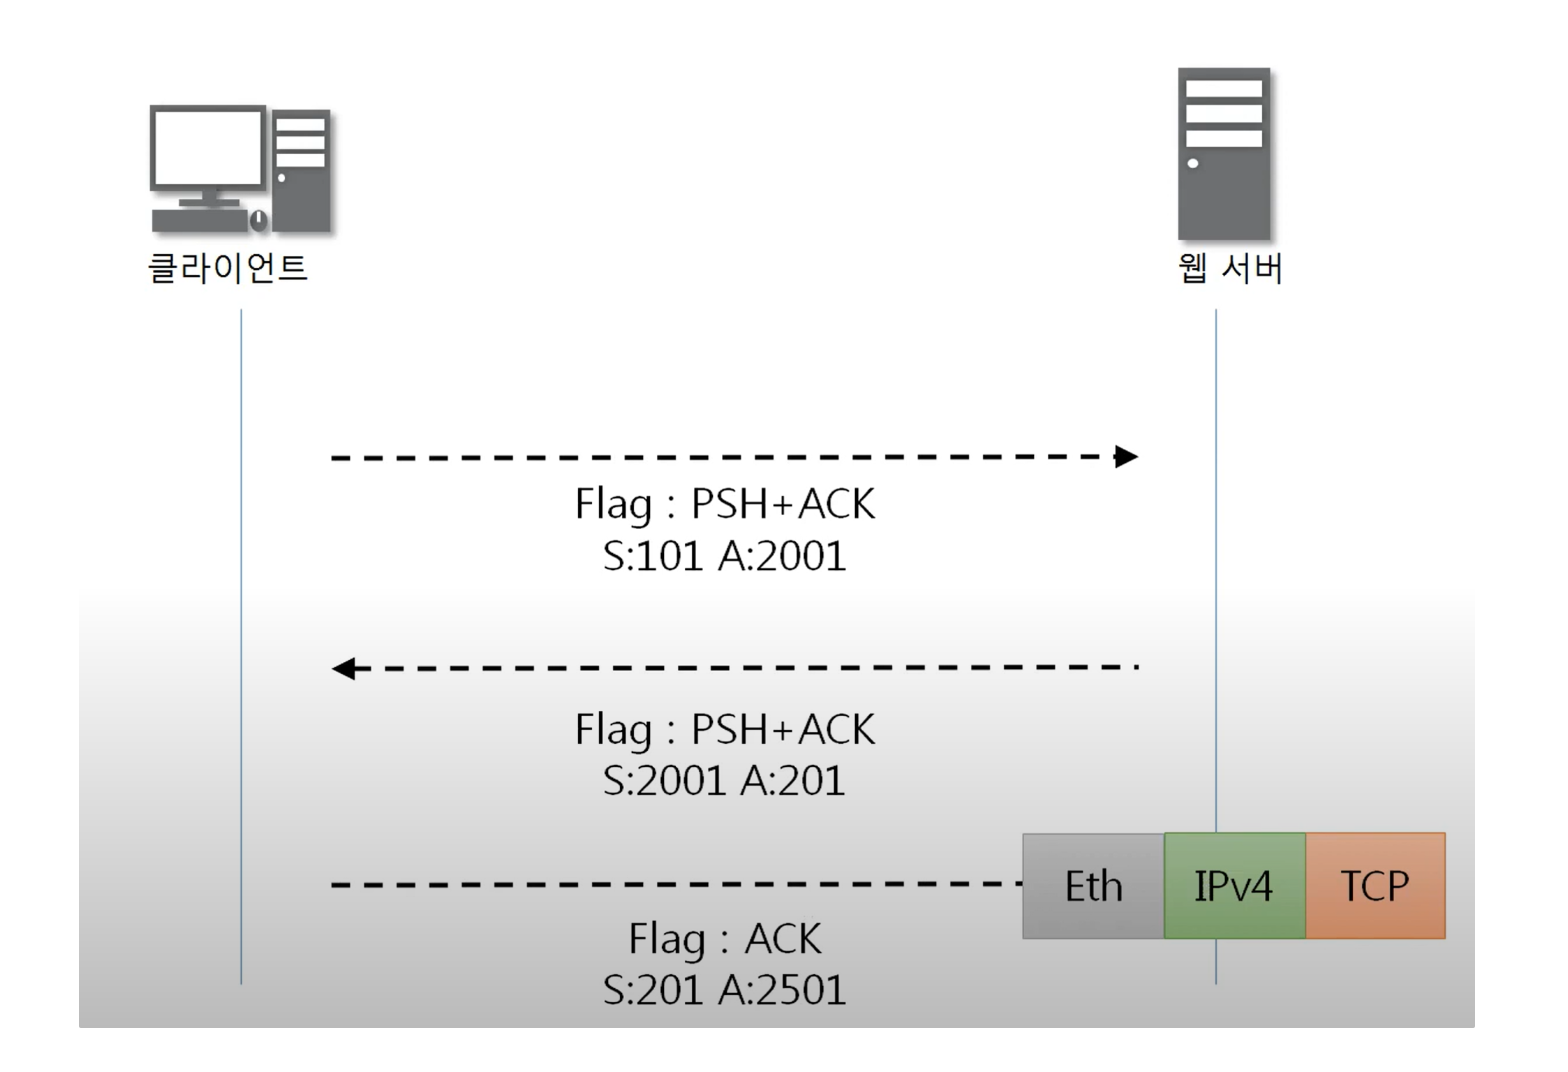 클라이언트
웹 서버
Flag : PSH+ACK
S:101 A:2001
Flag : PSH+ACK
S:2001 A:201
Eth IPv4 TCP
Flag : ACK
S:201 A:2501